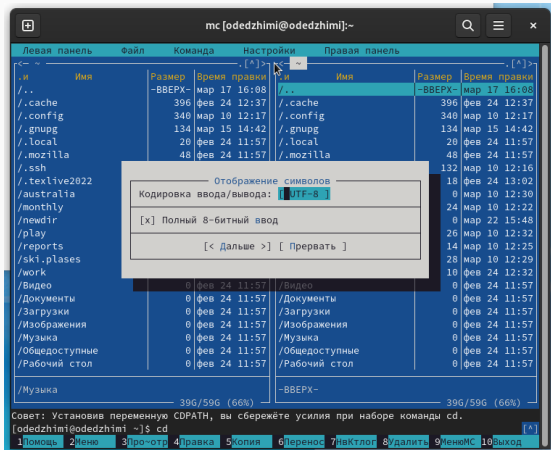 mc [odedzhimi@odedzhimi]:~
Левая панель Файл Команда Настройки Правая панель
<— ~ .[^]> <— ~ .[^]>
.и Имя Размер Время правки .и Имя Размер Время правки
/.. -ВВЕРХ- мар 17 16:08 /.. -ВВЕРХ- мар 17 16:08
/.cache 396 фев 24 12:37 /.cache 396 фев 24 12:37
/.config 340 мар 10 12:17 /.config 340 мар 10 12:17
/.gnupg 134 мар 15 14:42 /.gnupg 134 мар 15 14:42
/.local 20 фев 24 11:57 /.local 20 фев 24 11:57
/.mozilla 48 фев 24 11:57 /.mozilla 48 фев 24 11:57
/.ssh 132 мар 10 12:16
/.texlive2022 Отображение символов 18 фев 24 13:02
/australia Кодировка ввода/вывода: [ UTF-8 ] 0 мар 10 12:30
/monthly 24 мар 10 12:22
/newdir [x] Полный 8-битный ввод 0 мар 22 15:48
/play 26 мар 10 12:32
/reports [< Дальше >] [ Прервать ] 14 мар 10 12:25
/ski.plases 28 мар 10 12:29
/work 10 фев 24 12:32
/Видео 0 фев 24 11:57 /Видео 0 фев 24 11:57
/Документы 0 фев 24 11:57 /Документы 0 фев 24 11:57
/Загрузки 0 фев 24 11:57 /Загрузки 0 фев 24 11:57
/Изображения 0 фев 24 11:57 /Изображения 0 фев 24 11:57
/Музыка 0 фев 24 11:57 /Музыка 0 фев 24 11:57
/Общедоступные 0 фев 24 11:57 /Общедоступные 0 фев 24 11:57
/Рабочий стол 0 фев 24 11:57 /Рабочий стол 0 фев 24 11:57
/Музыка -ВВЕРХ-
39G/59G (66%) 39G/59G (66%)
Совет: Установив переменную CDPATH, вы сбережёте усилия при наборе команды cd.
[odedzhimi@odedzhimi ~]$ cd [^]
1Помощь 2Меню 3Про~отр 4Правка 5Копия 6Перенос 7НвКтлог 8Удалить 9МенюMC 10Выход